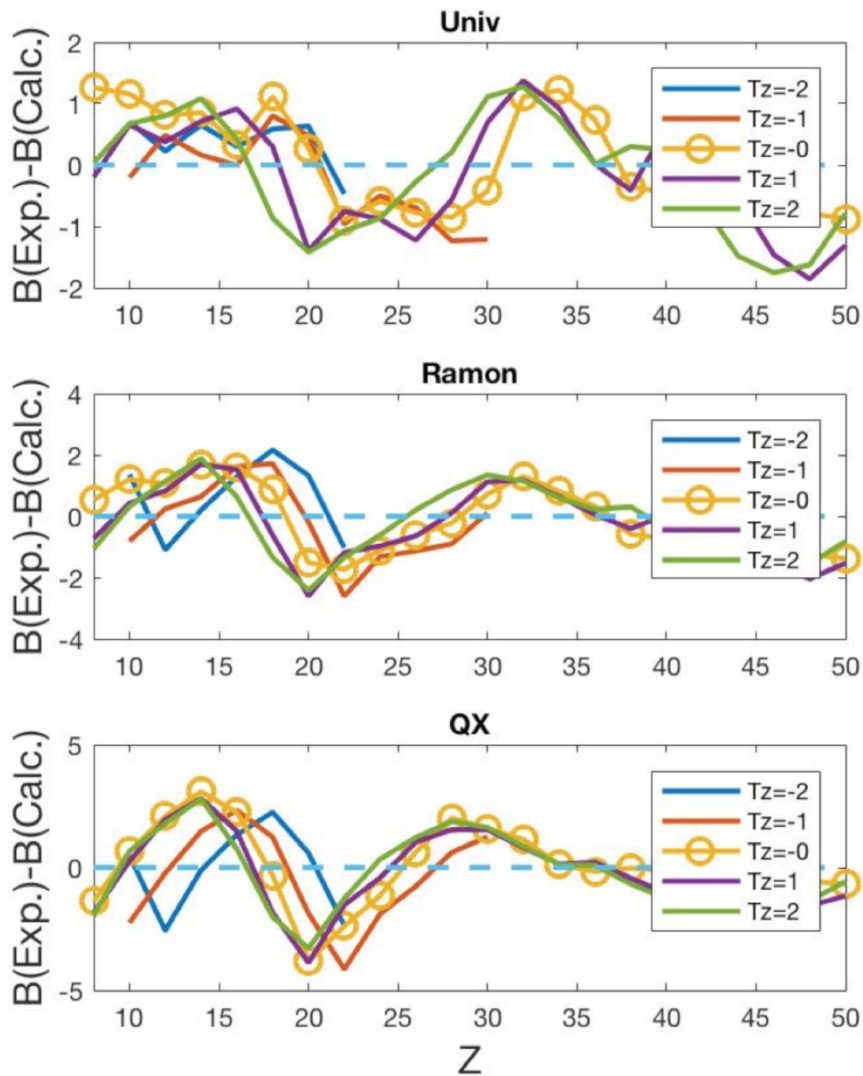 Univ
B(Exp.)-B(Calc.)
2
1
0
-1
-2
10 15 20 25 30 35 40 45 50
Tz=-2
Tz=-1
Tz=-0
Tz=1
Tz=2
Ramon
B(Exp.)-B(Calc.)
4
2
0
-2
-4
10 15 20 25 30 35 40 45 50
Tz=-2
Tz=-1
Tz=-0
Tz=1
Tz=2
QX
B(Exp.)-B(Calc.)
5
0
-5
10 15 20 25 30 35 40 45 50
Tz=-2
Tz=-1
Tz=-0
Tz=1
Tz=2
Z